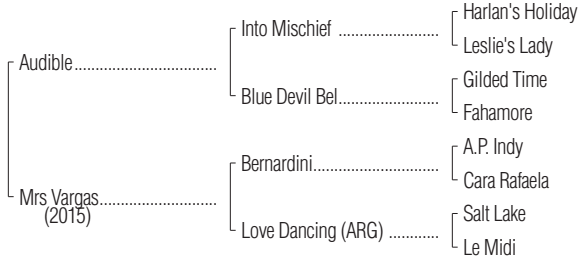 Harlan's Holiday
Into Mischief ........................
Leslie's Lady
Audible..................................
Gilded Time
Blue Devil Bel........................
Fahamore
A.P. Indy
Bernardini..............................
Cara Rafaela
Mrs Vargas............................
(2015)
Salt Lake
Love Dancing (ARG) ............
Le Midi